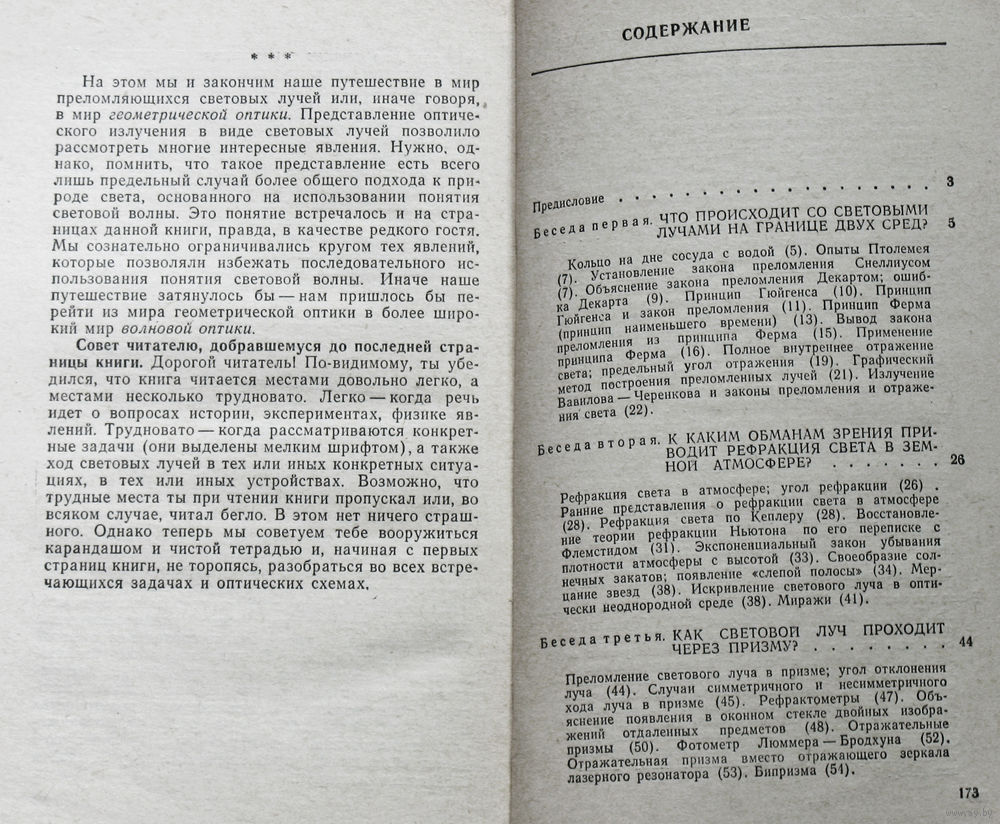 * * *
На этом мы и закончим наше путешествие в мир
преломляющихся световых лучей или, иначе говоря,
в мир геометрической оптики. Представление оптиче-
ского излучения в виде световых лучей позволило
рассмотреть многие интересные явления. Нужно, од-
нако, помнить, что такое представление есть всего
лишь предельный случай более общего подхода к при-
роде света, основанного на использовании понятия
световой волны. Это понятие встречалось и на стра-
ницах данной книги, правда, в качестве редкого гостя.
Мы сознательно ограничивались кругом тех явлений,
которые позволяли избежать последовательного ис-
пользования понятия световой волны. Иначе наше
путешествие затянулось бы — нам пришлось бы пе-
рейти из мира геометрической оптики в более широ-
кий мир волновой оптики.
Совет читателю, добравшемуся до последней стра-
ницы книги. Дорогой читатель! По-видимому, ты убе-
дился, что книга читается местами довольно легко, а
местами несколько трудновато. Легко — когда речь
идет о вопросах истории, экспериментах, физике яв-
лений. Трудновато — когда рассматриваются конкрет-
ные задачи (они выделены мелким шрифтом), а также
ход световых лучей в тех или иных конкретных ситуа-
циях, в тех или иных устройствах. Возможно, что
трудные места ты при чтении книги пропускал или, во
всяком случае, читал бегло. В этом нет ничего страш-
ного. Однако теперь мы советуем тебе вооружиться
карандашом и чистой тетрадью и, начиная с первых
страниц книги, не торопясь, разобраться во всех встре-
чающихся задачах и оптических схемах.
СОДЕРЖАНИЕ
Предисловие . . . . . . . . . . . . . . . . . . 3
Беседа первая. ЧТО ПРОИСХОДИТ СО СВЕТОВЫМИ
ЛУЧАМИ НА ГРАНИЦЕ ДВУХ СРЕД? 5
Кольцо на дне сосуда с водой (5). Опыты Птолемея
(7). Установление закона преломления Снеллиусом
(7). Объяснение закона преломления Декартом; ошиб-
ка Декарта (9). Принцип Гюйгенса (10). Принцип
Гюйгенса и закон преломления (11). Принцип Ферма
(принцип наименьшего времени) (13). Вывод закона
преломления из принципа Ферма (15). Применение
принципа Ферма (16). Полное внутреннее отражение
света; предельный угол отражения (19). Графический
метод построения преломленных лучей (21). Излучение
Вавилова — Черенкова и законы преломления и отраже-
ния света (22).
Беседа вторая. К КАКИМ ОБМАНАМ ЗРЕНИЯ ПРИ-
ВОДИТ РЕФРАКЦИЯ СВЕТА В ЗЕМ-
НОЙ АТМОСФЕРЕ? . . . . . . . 26
Рефракция света в атмосфере; угол рефракции (26) .
Ранние представления о рефракции света в атмосфере
(28). Рефракция света по Кеплеру (28). Восстановле-
ние теории рефракции Ньютона по его переписке с
Флемстидом (31). Экспоненциальный закон убывания
плотности атмосферы с высотой (33). Своеобразие сол-
нечных закатов; появление «слепой полосы» (34). Мер-
цание звезд (38). Искривление светового луча в опти-
чески неоднородной среде (38). Миражи (41).
Беседа третья. КАК СВЕТОВОЙ ЛУЧ ПРОХОДИТ
ЧЕРЕЗ ПРИЗМУ? . . . . . . . . 44
Преломление светового луча в призме; угол отклонения
луча (44). Случаи симметричного и несимметричного
хода луча в призме (45). Рефрактометры (47). Объ-
яснение появления в оконном стекле двойных изобра-
жений отдаленных предметов (48). Отражательные
призмы (50). Фотометр Люммера — Бродхуна (52).
Отражательная призма вместо отражающего зеркала
лазерного резонатора (53). Бипризма (54).
173
ay.by